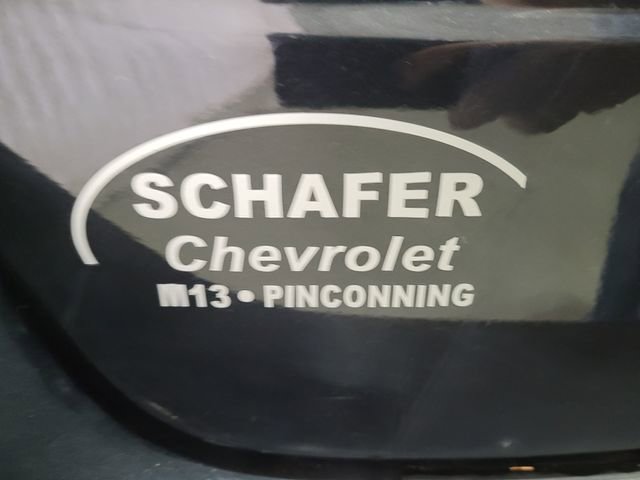 SCHAFER
Chevrolet
M13 • PINCONNING